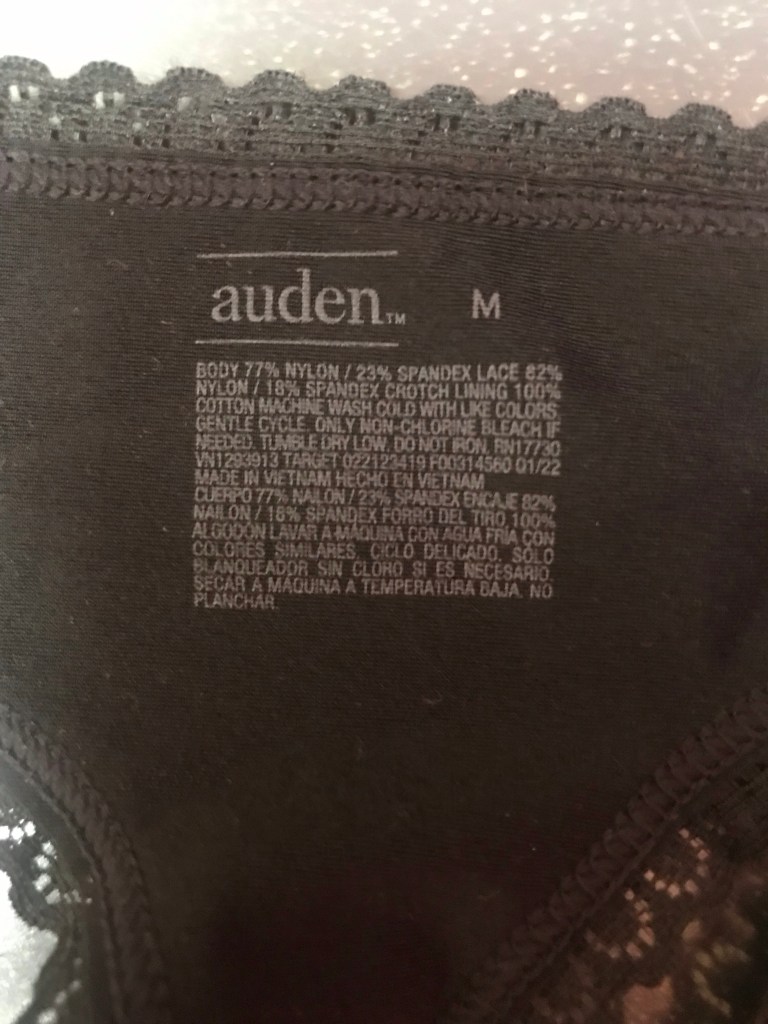 auden™ M
BODY 77% NYLON / 23% SPANDEX LACE 82%
NYLON / 18% SPANDEX CROTCH LINING 100%
COTTON MACHINE WASH COLD WITH LIKE COLORS.
GENTLE CYCLE. ONLY NON-CHLORINE BLEACH IF
NEEDED. TUMBLE DRY LOW. DO NOT IRON. RN17730
VN1293913 TARGET 022123419 F00314560 01/22
MADE IN VIETNAM HECHO EN VIETNAM
CUERPO 77% NAILON / 23% SPANDEX ENCAJE 82%
NAILON / 18% SPANDEX FORRO DEL TIRO 100%
ALGODÓN LAVAR A MÁQUINA CON AGUA FRÍA CON
COLORES SIMILARES. CICLO DELICADO. SÓLO
BLANQUEADOR SIN CLORO SI ES NECESARIO.
SECAR A MÁQUINA A TEMPERATURA BAJA. NO
PLANCHAR.